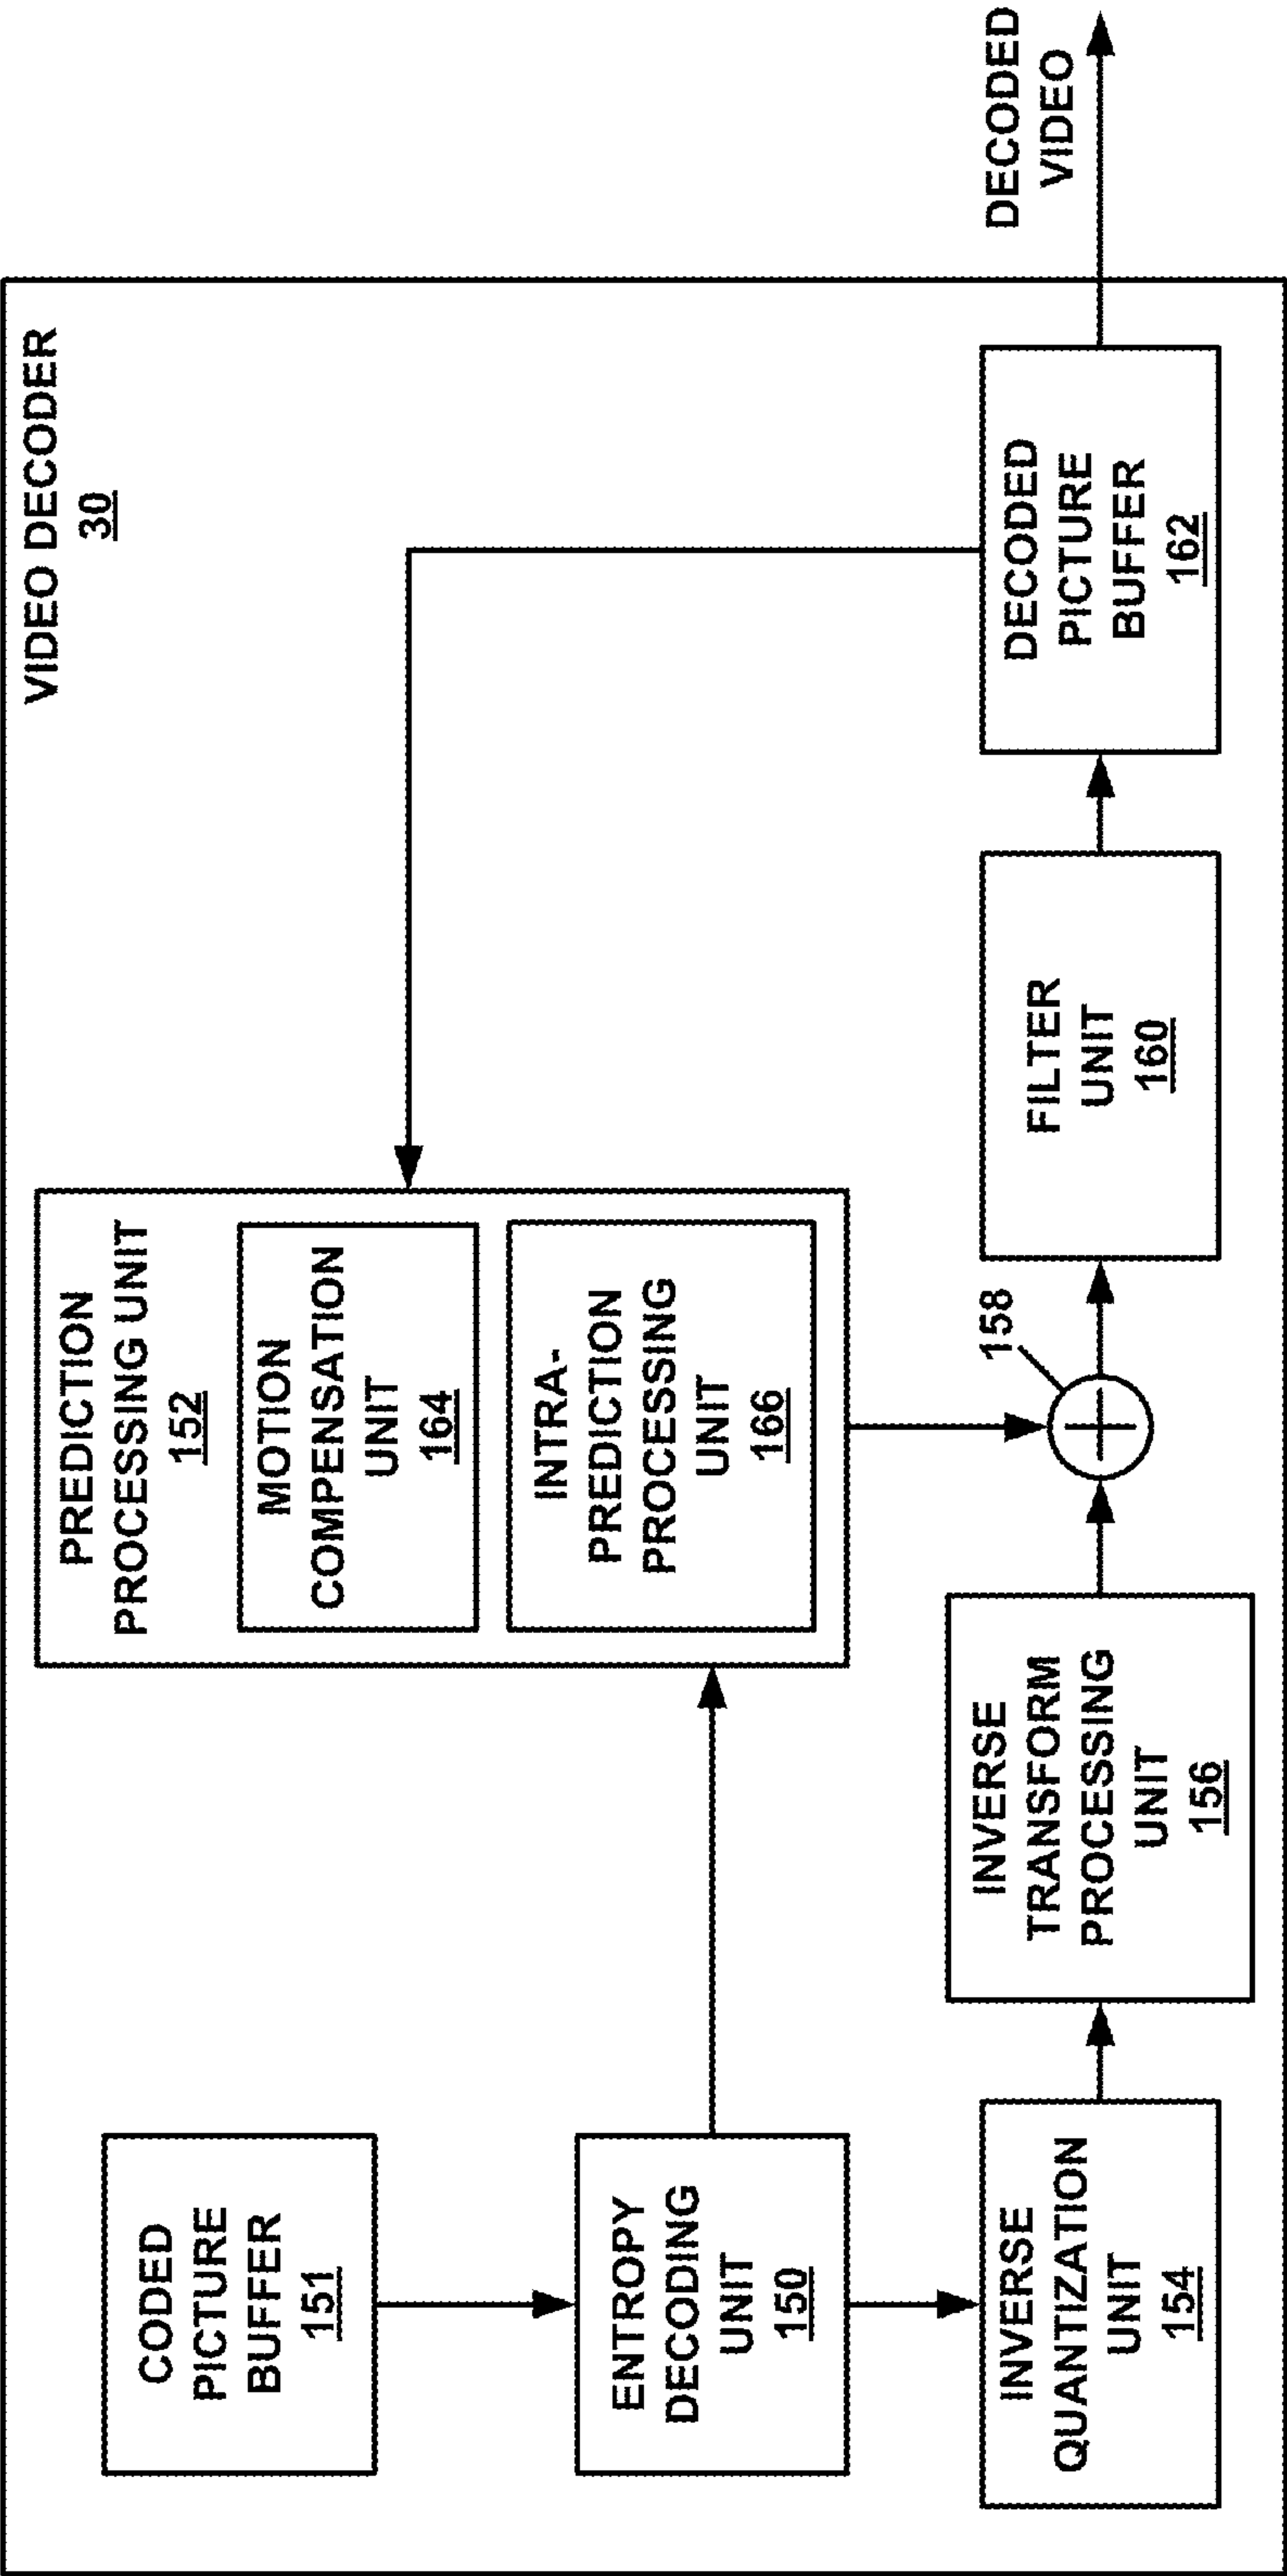 VIDEO DECODER
30
CODED
PICTURE
BUFFER
151
ENTROPY
DECODING
UNIT
150
PREDICTION
PROCESSING UNIT
152
MOTION
COMPENSATION
UNIT
164
INTRA-
PREDICTION
PROCESSING
UNIT
166
INVERSE
QUANTIZATION
UNIT
154
INVERSE
TRANSFORM
PROCESSING
UNIT
156
158
FILTER
UNIT
160
DECODED
PICTURE
BUFFER
162
DECODED
VIDEO